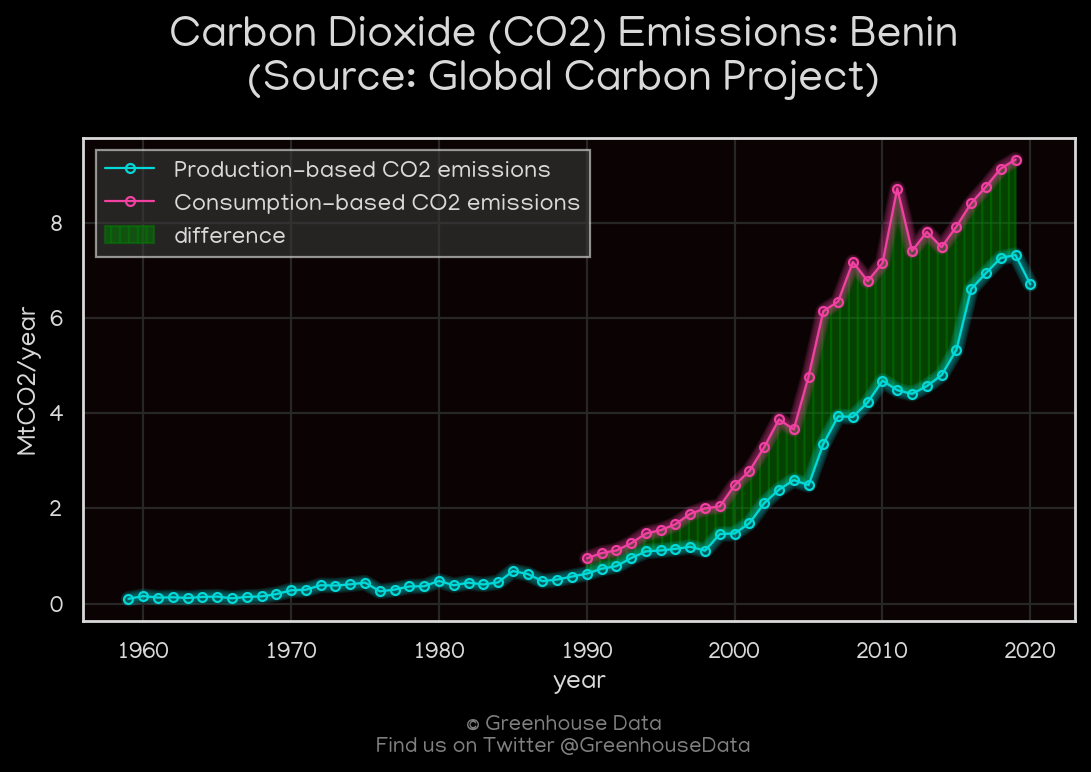 Carbon Dioxide (CO2) Emissions: Benin
(Source: Global Carbon Project)
Production-based CO2 emissions
Consumption-based CO2 emissions
difference
8
6
4
2
0
MtCO2/year
1960 1970 1980 1990 2000 2010 2020
year
© Greenhouse Data
Find us on Twitter @GreenhouseData